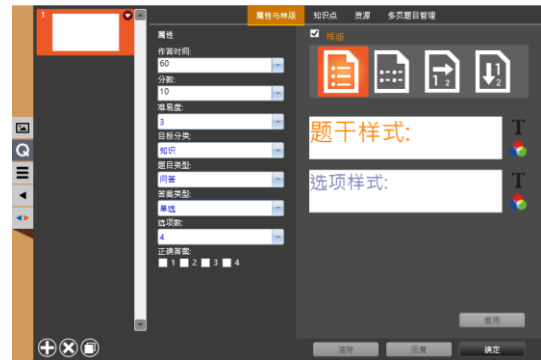 1
属性与样版 知识点 资源 多页题目管理
属性
作答时间:
60
分数:
10
难易度:
3
目标分类:
知识
题目类型:
问答
答案类型:
单选
选项数:
4
正确答案:
1 2 3 4
样版
1 2
1 2
题干样式:
T
选项样式:
T
Q
套用
清除 回复 确定